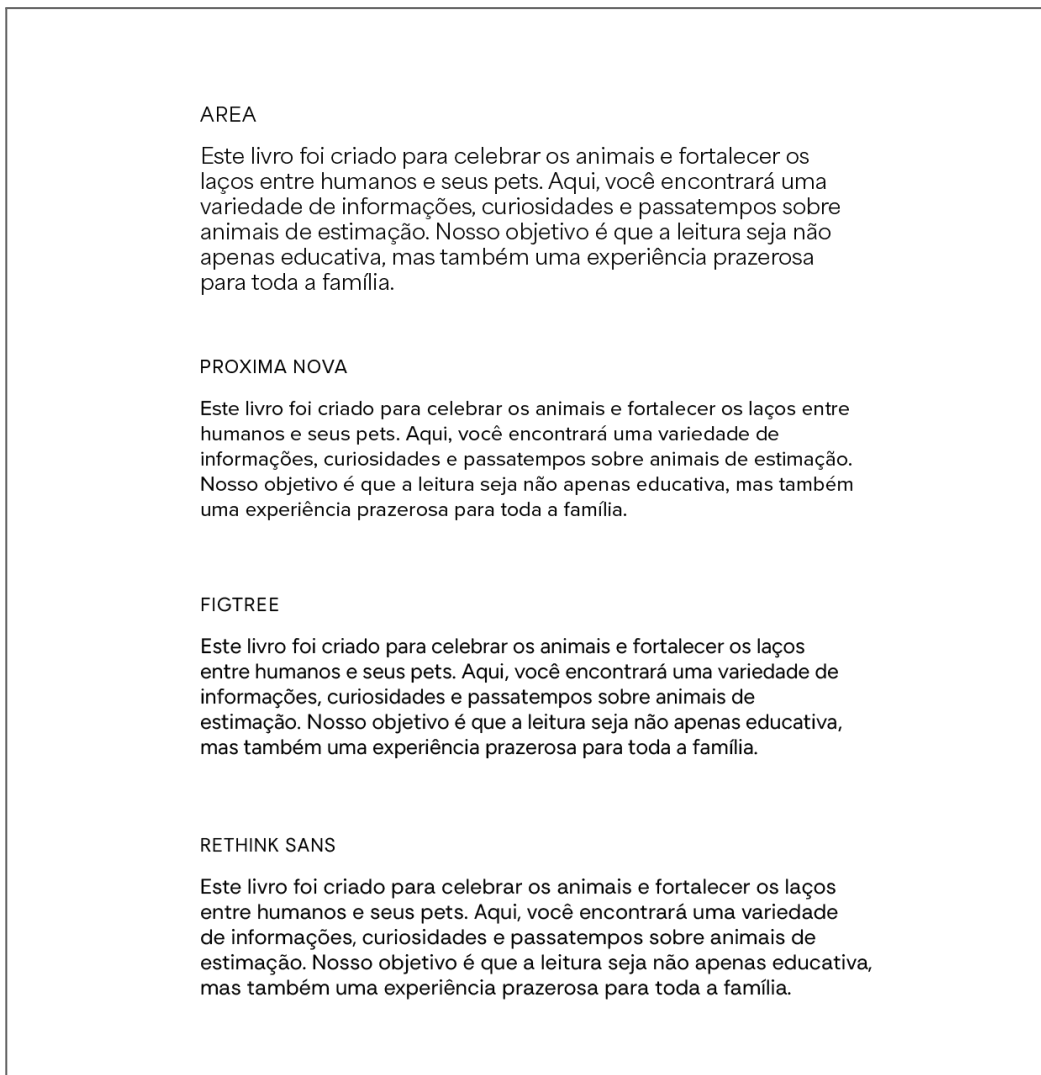 AREA
Este livro foi criado para celebrar os animais e fortalecer os
laços entre humanos e seus pets. Aqui, você encontrará uma
variedade de informações, curiosidades e passatempos sobre
animais de estimação. Nosso objetivo é que a leitura seja não
apenas educativa, mas também uma experiência prazerosa
para toda a família.
PROXIMA NOVA
Este livro foi criado para celebrar os animais e fortalecer os laços entre
humanos e seus pets. Aqui, você encontrará uma variedade de
informações, curiosidades e passatempos sobre animais de estimação.
Nosso objetivo é que a leitura seja não apenas educativa, mas também
uma experiência prazerosa para toda a família.
FIGTREE
Este livro foi criado para celebrar os animais e fortalecer os laços
entre humanos e seus pets. Aqui, você encontrará uma variedade de
informações, curiosidades e passatempos sobre animais de
estimação. Nosso objetivo é que a leitura seja não apenas educativa,
mas também uma experiência prazerosa para toda a família.
RETHINK SANS
Este livro foi criado para celebrar os animais e fortalecer os laços
entre humanos e seus pets. Aqui, você encontrará uma variedade
de informações, curiosidades e passatempos sobre animais de
estimação. Nosso objetivo é que a leitura seja não apenas educativa,
mas também uma experiência prazerosa para toda a família.